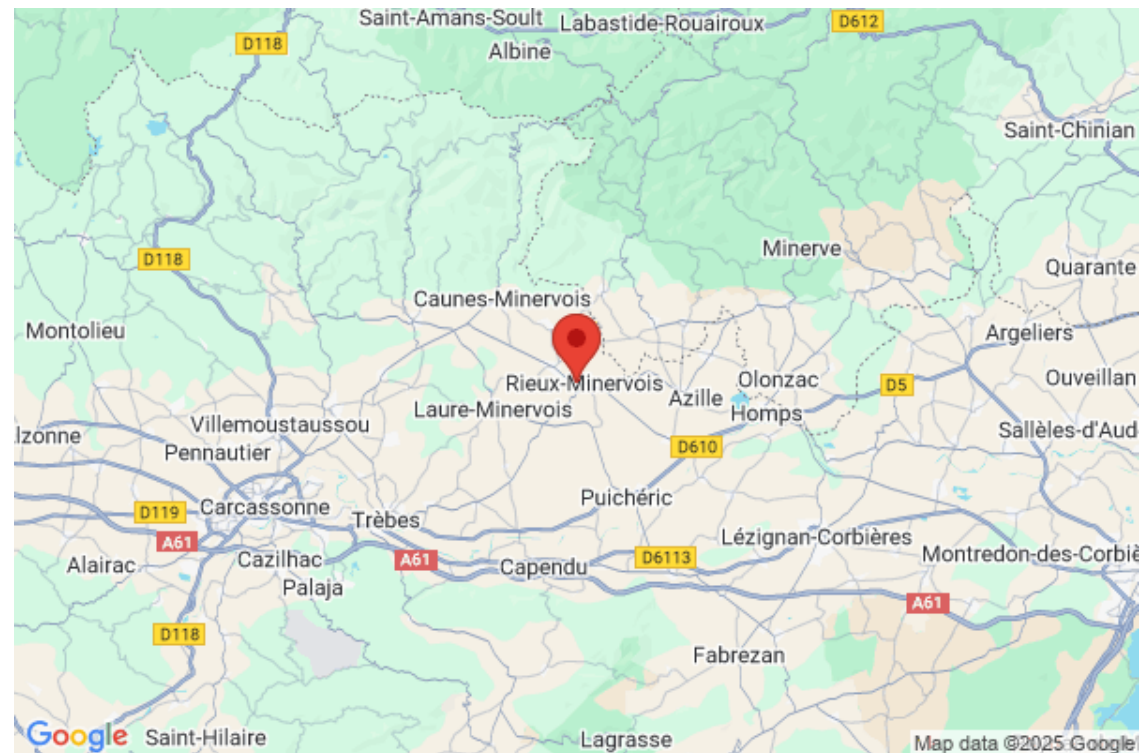 Saint-Amans-Soult
Labastide-Rouairoux
D612
D118
Albine
Saint-Chinian
Minerve
D118
Quarante
Caunes-Minervois
Montolieu
Argeliers
Rieux-Minervois
Olonzac
D5
Ouveillan
Azille
Laure-Minervois
Homps
Villemoustaussou
Sallèles-d'Aud
lzonne
Pennautier
D610
Puichéric
Carcassonne
D119
Trèbes
Lézignan-Corbières
A61
Cazilhac
A61
Capendu
D6113
Montredon-des-Corbiè
Alairac
Palaja
A61
D118
Fabrezan
Google
Saint-Hilaire
Lagrasse
Map data ©2025 Google